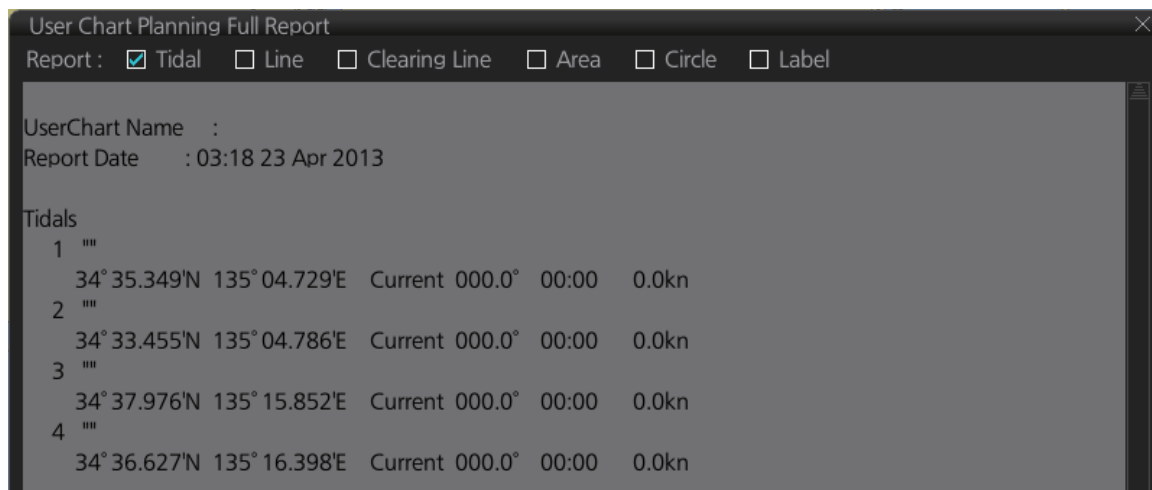 User Chart Planning Full Report
Report : Tidal Line Clearing Line Area Circle Label
UserChart Name :
Report Date : 03:18 23 Apr 2013
Tidals
1 ""
34°35.349'N 135°04.729'E Current 000.0° 00:00 0.0kn
2 ""
34°33.455'N 135°04.786'E Current 000.0° 00:00 0.0kn
3 ""
34°37.976'N 135°15.852'E Current 000.0° 00:00 0.0kn
4 ""
34°36.627'N 135°16.398'E Current 000.0° 00:00 0.0kn